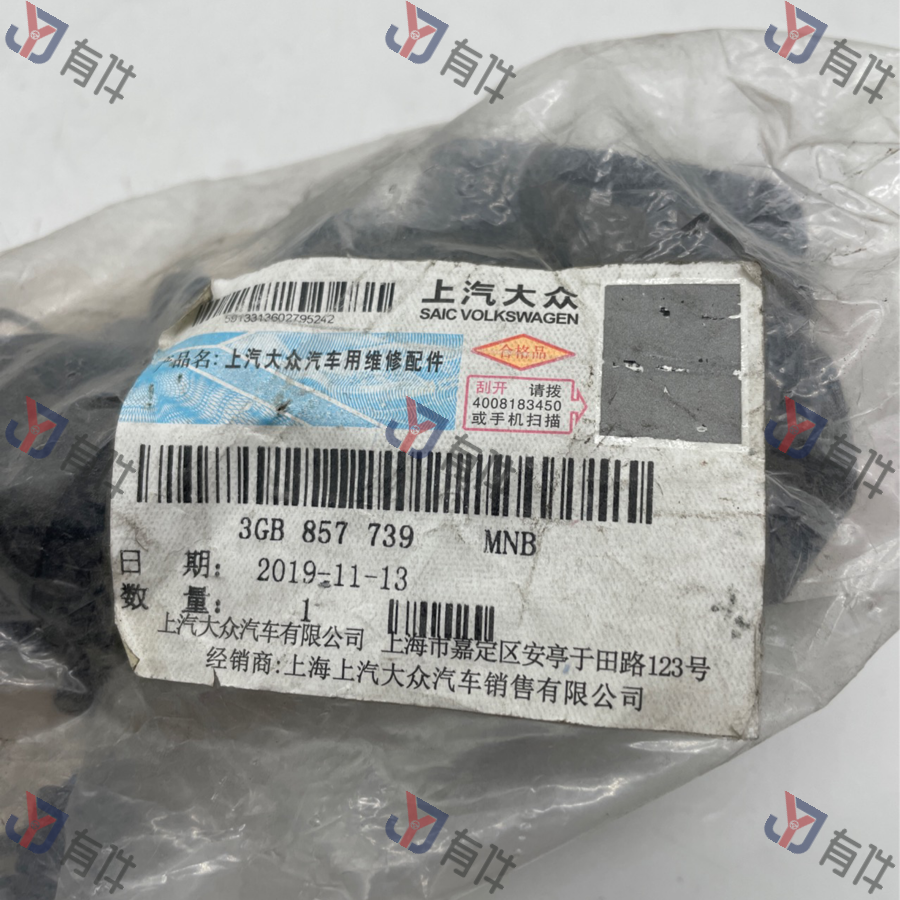 上汽大众
SAIC VOLKSWAGEN
5813313602795242
产品名: 上汽大众汽车用维修配件
合格品
刮开 请拨
4008183450
或手机扫描
3GB 857 739 MNB
日 期: 2019-11-13
数 量: 1
上汽大众汽车有限公司 上海市嘉定区安亭于田路123号
经销商:上海上汽大众汽车销售有限公司
有件
有件
有件
有件
有件
有件
有件
有件
有件